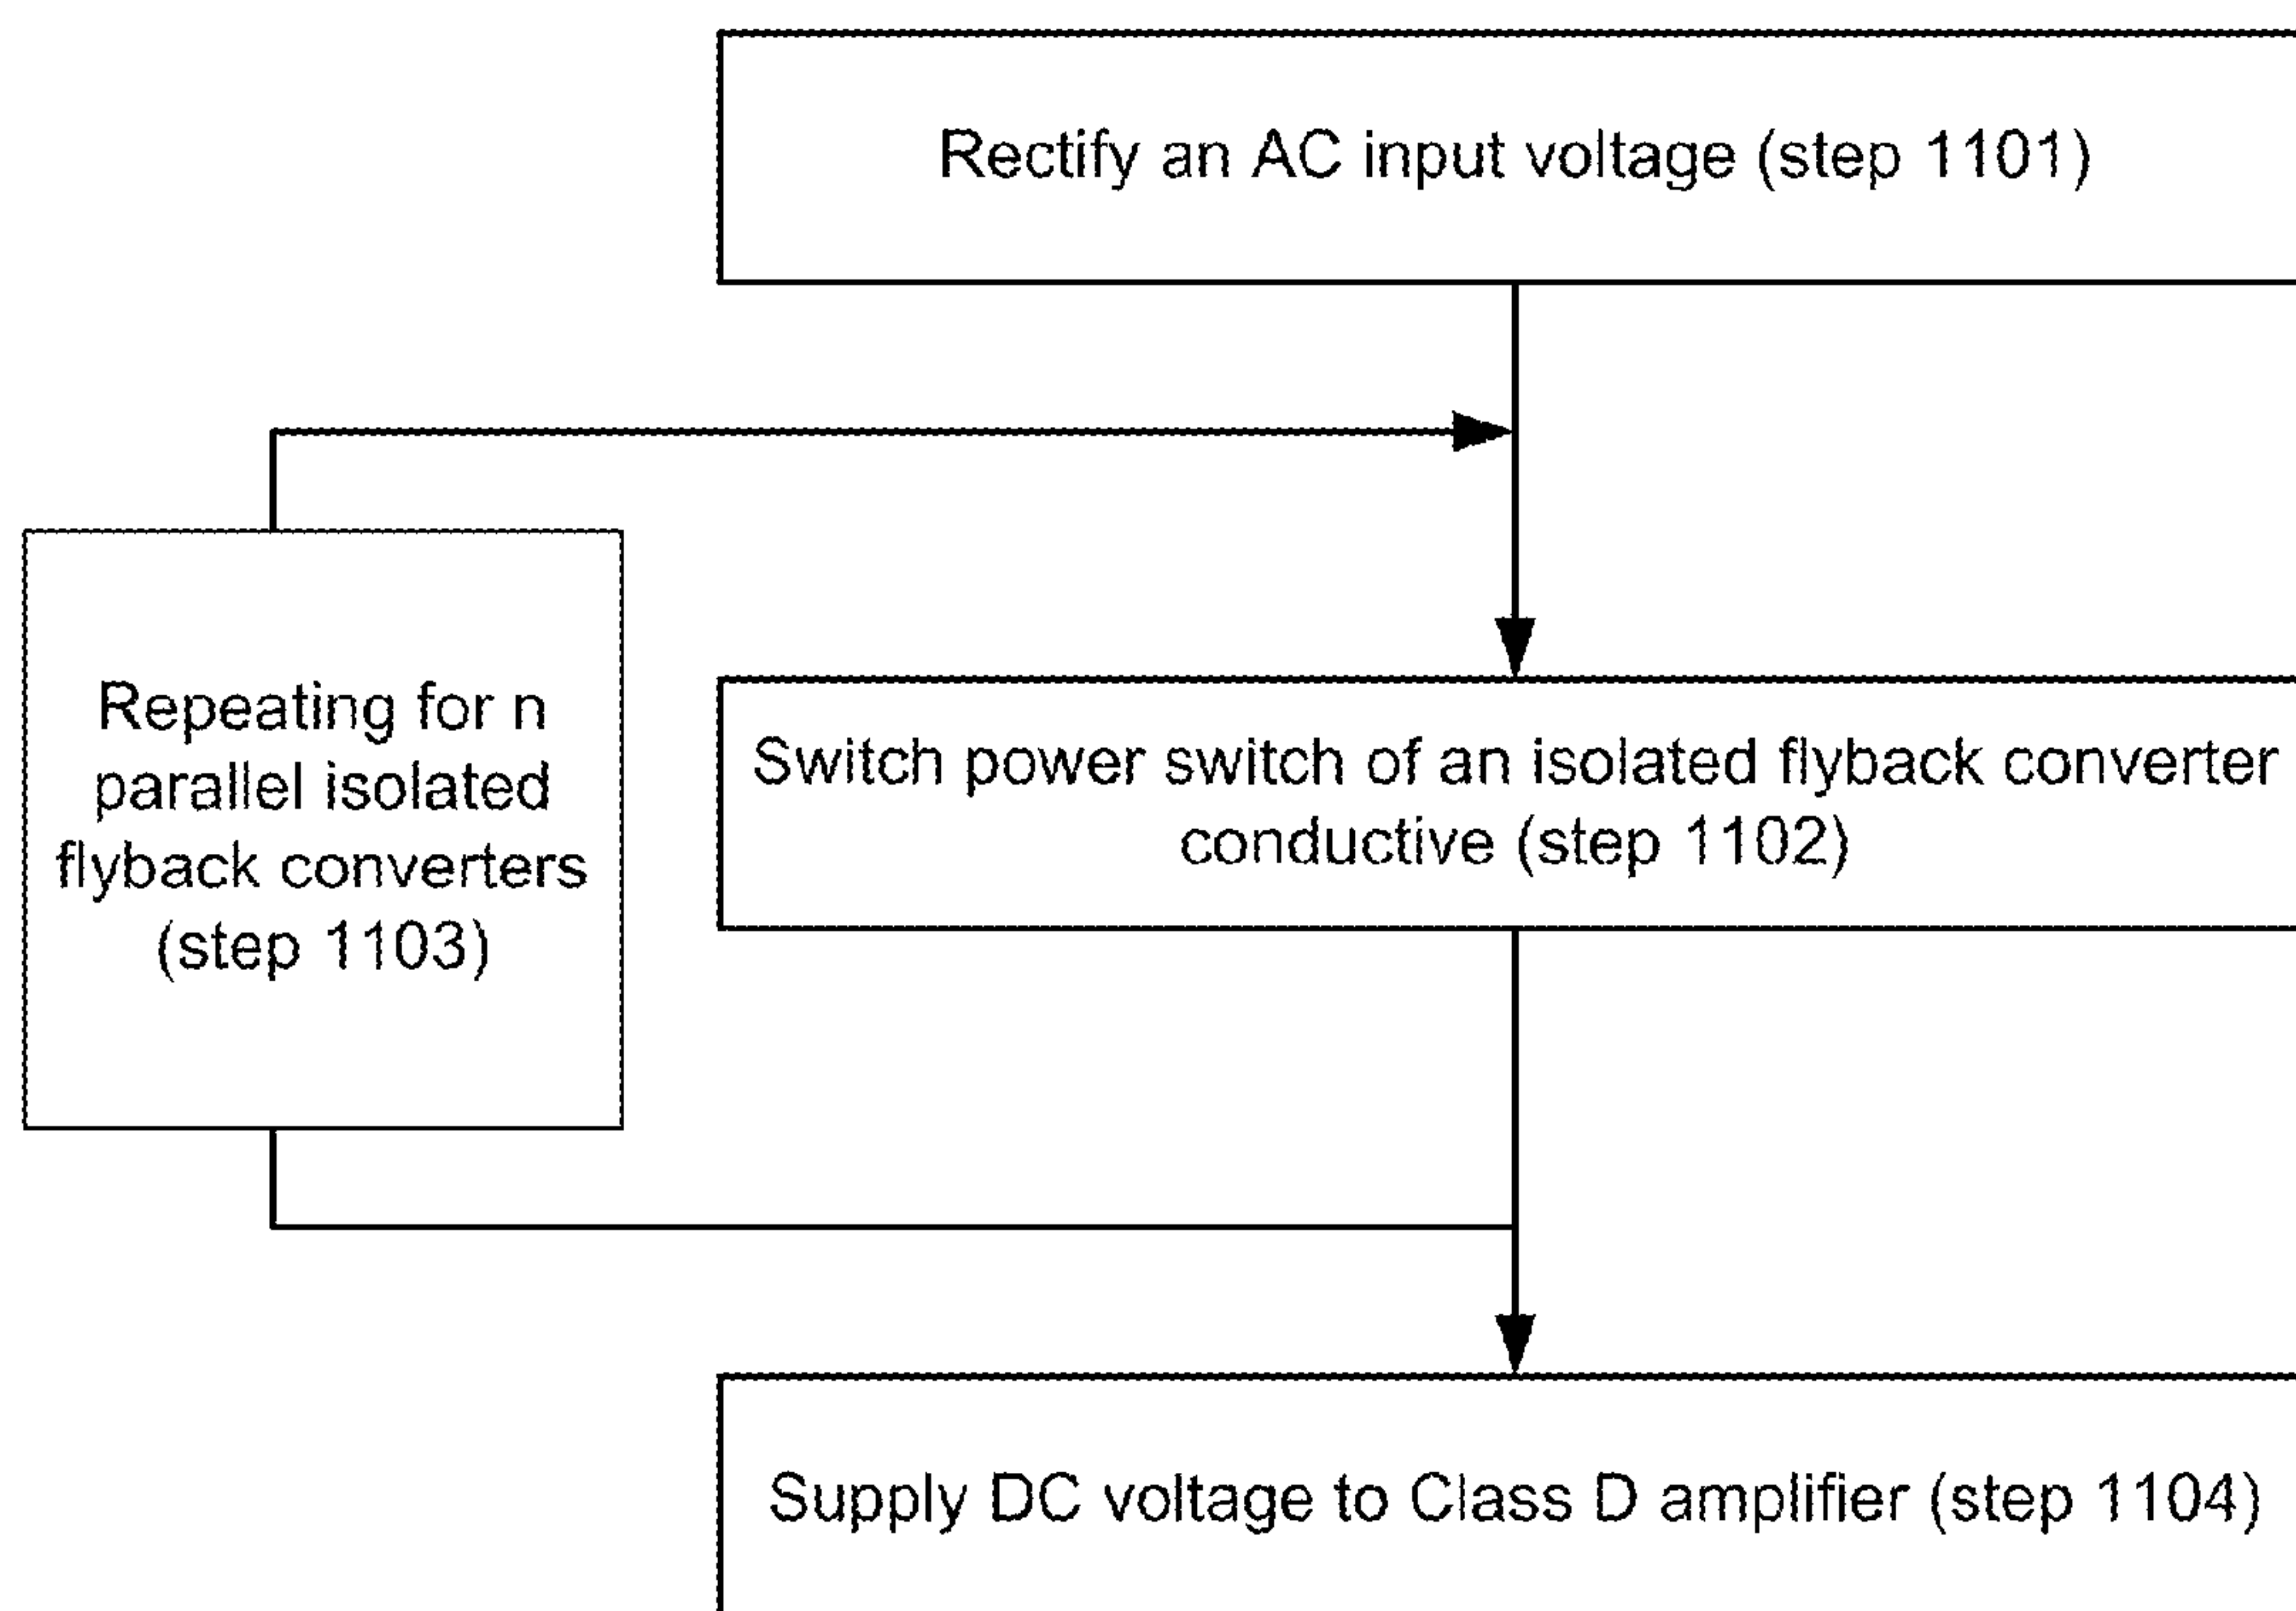 Rectify an AC input voltage (step 1101)
Repeating for n
parallel isolated
flyback converters
(step 1103)
Switch power switch of an isolated flyback converter
conductive (step 1102)
Supply DC voltage to Class D amplifier (step 1104)